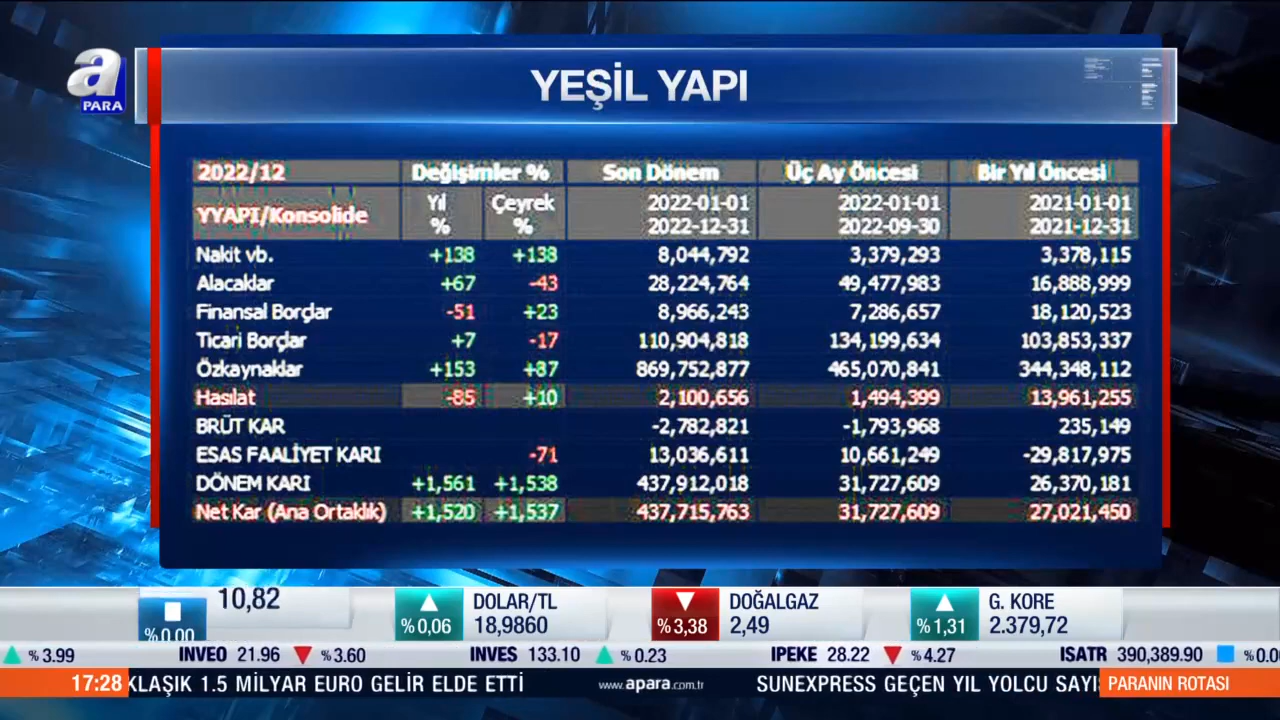 a
PARA
YEŞİL YAPI
2022/12 Değişimler % Son Dönem Üç Ay Öncesi Bir Yıl Öncesi
YYAPI/Konsolide Yıl % Çeyrek % 2022-01-01 2022-12-31 2022-01-01 2022-09-30 2021-01-01 2021-12-31
Nakit vb. +138 +138 8,044,792 3,379,293 3,378,115
Alacaklar +67 -43 28,224,764 49,477,983 16,888,999
Finansal Borçlar -51 +23 8,966,243 7,286,657 18,120,523
Ticari Borçlar +7 -17 110,904,818 134,199,634 103,853,337
Özkaynaklar +153 +87 869,752,877 465,070,841 344,348,112
Hasılat -85 +10 2,100,656 1,494,399 13,961,255
BRÜT KAR -2,782,821 -1,793,968 235,149
ESAS FAALİYET KARI -71 13,036,611 10,661,249 -29,817,975
DÖNEM KARI +1,561 +1,538 437,912,018 31,727,609 26,370,181
Net Kar (Ana Ortaklık) +1,520 +1,537 437,715,763 31,727,609 27,021,450
%0.00 10,82
%0,06 DOLAR/TL 18,9860
%3,38 DOĞALGAZ 2,49
%1,31 G. KORE 2.379,72
%3.99 INVEO 21.96 %3.60 INVES 133.10 %0.23 IPEKE 28.22 %4.27 ISATR 390,389.90 %0.0
17:28 KLAŞIK 1.5 MİLYAR EURO GELİR ELDE ETTİ www.apara.com.tr SUNEXPRESS GEÇEN YIL YOLCU SAYIS PARANIN ROTASI